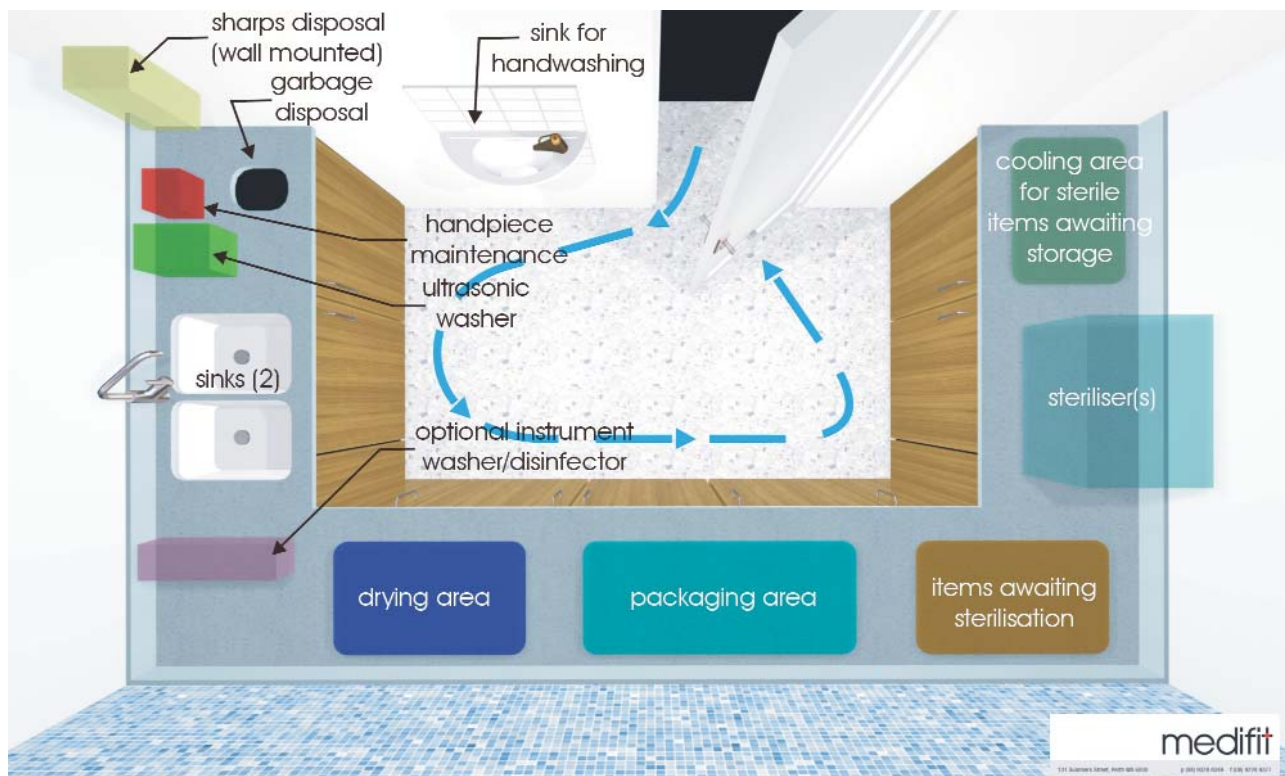 sharps disposal
(wall mounted)
garbage
disposal
sink for
handwashing
cooling area
for sterile
items awaiting
storage
handpiece
maintenance
ultrasonic
washer
sinks (2)
steriliser(s)
optional instrument
washer/disinfector
drying area
packaging area
items awaiting
sterilisation
medifit